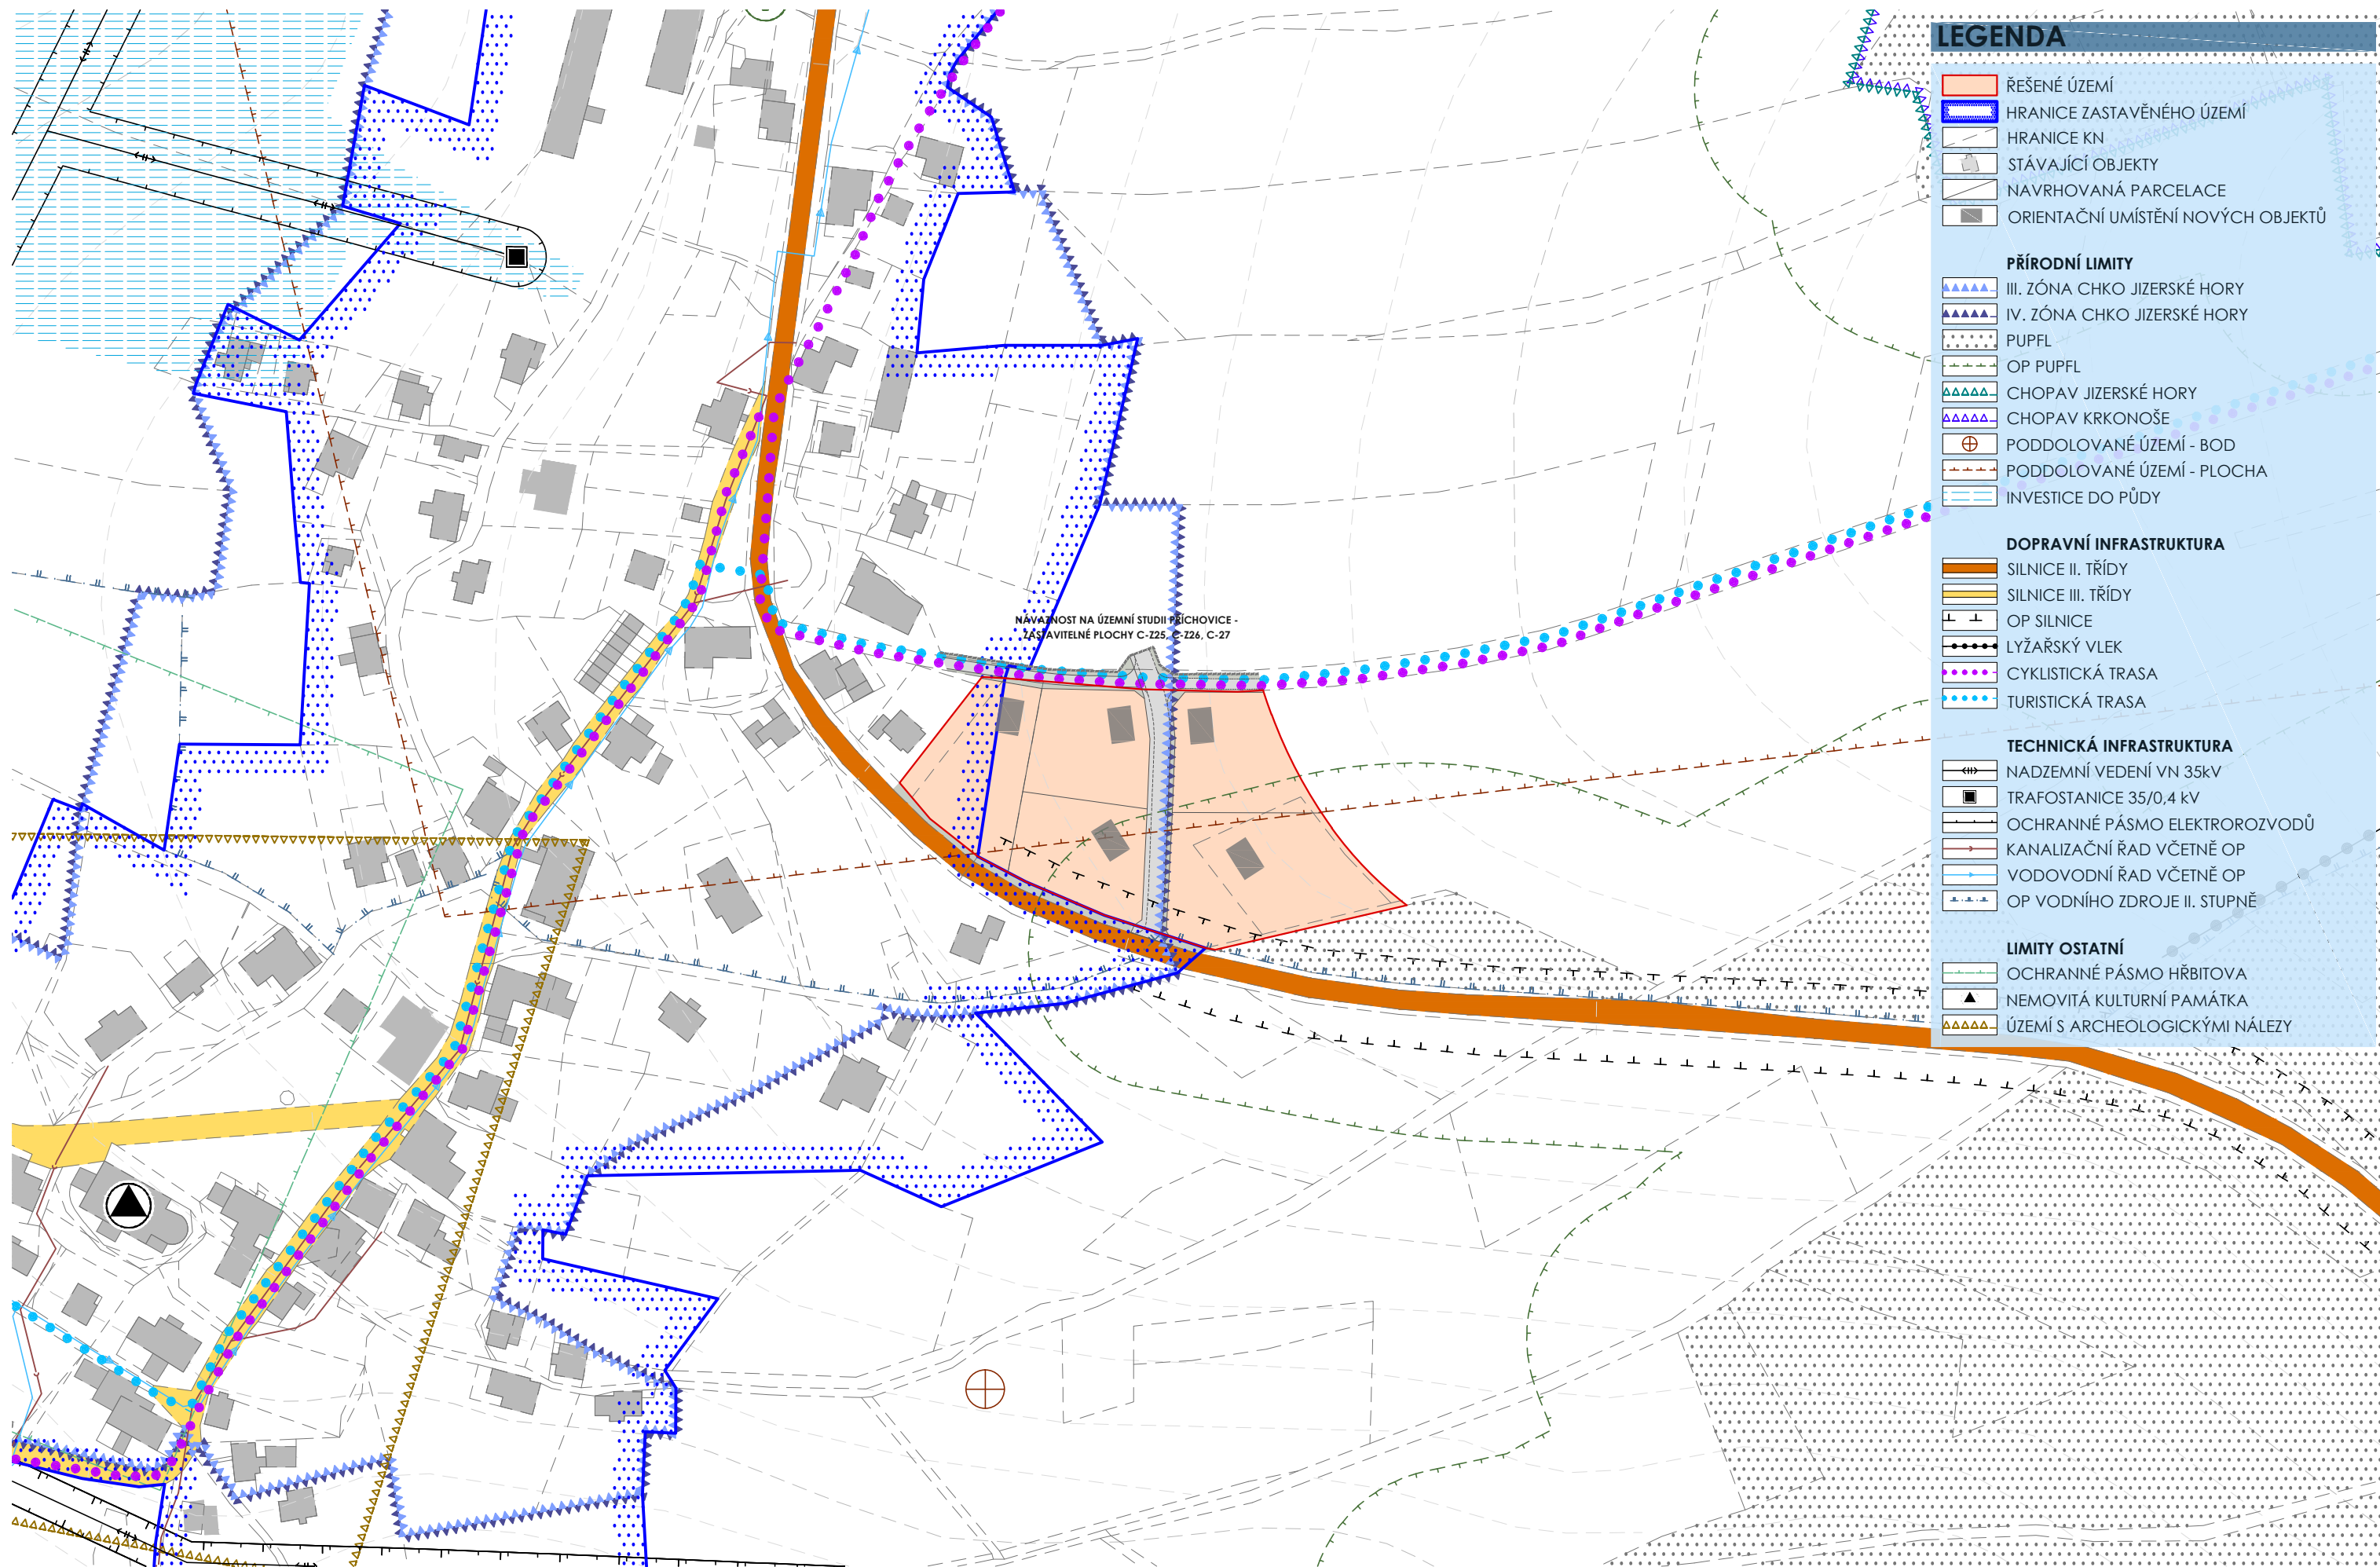 LEGENDA
ŘEŠENÉ ÚZEMÍ
HRANICE ZASTAVĚNÉHO ÚZEMÍ
HRANICE KN
STÁVAJÍCÍ OBJEKTY
NAVRHOVANÁ PARCELACE
ORIENTAČNÍ UMÍSTĚNÍ NOVÝCH OBJEKTŮ
PŘÍRODNÍ LIMITY
III. ZÓNA CHKO JIZERSKÉ HORY
IV. ZÓNA CHKO JIZERSKÉ HORY
PUPFL
OP PUPFL
CHOPAV JIZERSKÉ HORY
CHOPAV KRKONOŠE
PODDOLOVANÉ ÚZEMÍ - BOD
PODDOLOVANÉ ÚZEMÍ - PLOCHA
INVESTICE DO PŮDY
DOPRAVNÍ INFRASTRUKTURA
SILNICE II. TŘÍDY
SILNICE III. TŘÍDY
OP SILNICE
LYŽAŘSKÝ VLEK
CYKLISTICKÁ TRASA
TURISTICKÁ TRASA
TECHNICKÁ INFRASTRUKTURA
NADZEMNÍ VEDENÍ VN 35kV
TRAFOSTANICE 35/0,4 kV
OCHRANNÉ PÁSMO ELEKTROROZVODŮ
KANALIZAČNÍ ŘAD VČETNĚ OP
VODOVODNÍ ŘAD VČETNĚ OP
OP VODNÍHO ZDROJE II. STUPNĚ
LIMITY OSTATNÍ
OCHRANNÉ PÁSMO HŘBITOVA
NEMOVITÁ KULTURNÍ PAMÁTKA
ÚZEMÍ S ARCHEOLOGICKÝMI NÁLEZY
NÁVAZNOST NA ÚZEMNÍ STUDII PŘÍCHOVICE -
ZASTAVITELNÉ PLOCHY C-Z25, C-Z26, C-27